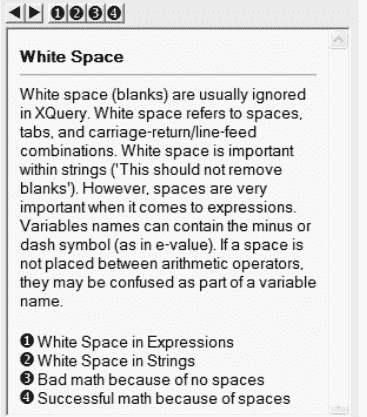 ❶❷❸❹
White Space
White space (blanks) are usually ignored
in XQuery. White space refers to spaces,
tabs, and carriage-return/line-feed
combinations. White space is important
within strings ('This should not remove
blanks'). However, spaces are very
important when it comes to expressions.
Variables names can contain the minus or
dash symbol (as in e-value). If a space is
not placed between arithmetic operators,
they may be confused as part of a variable
name.
❶ White Space in Expressions
❷ White Space in Strings
❸ Bad math because of no spaces
❹ Successful math because of spaces